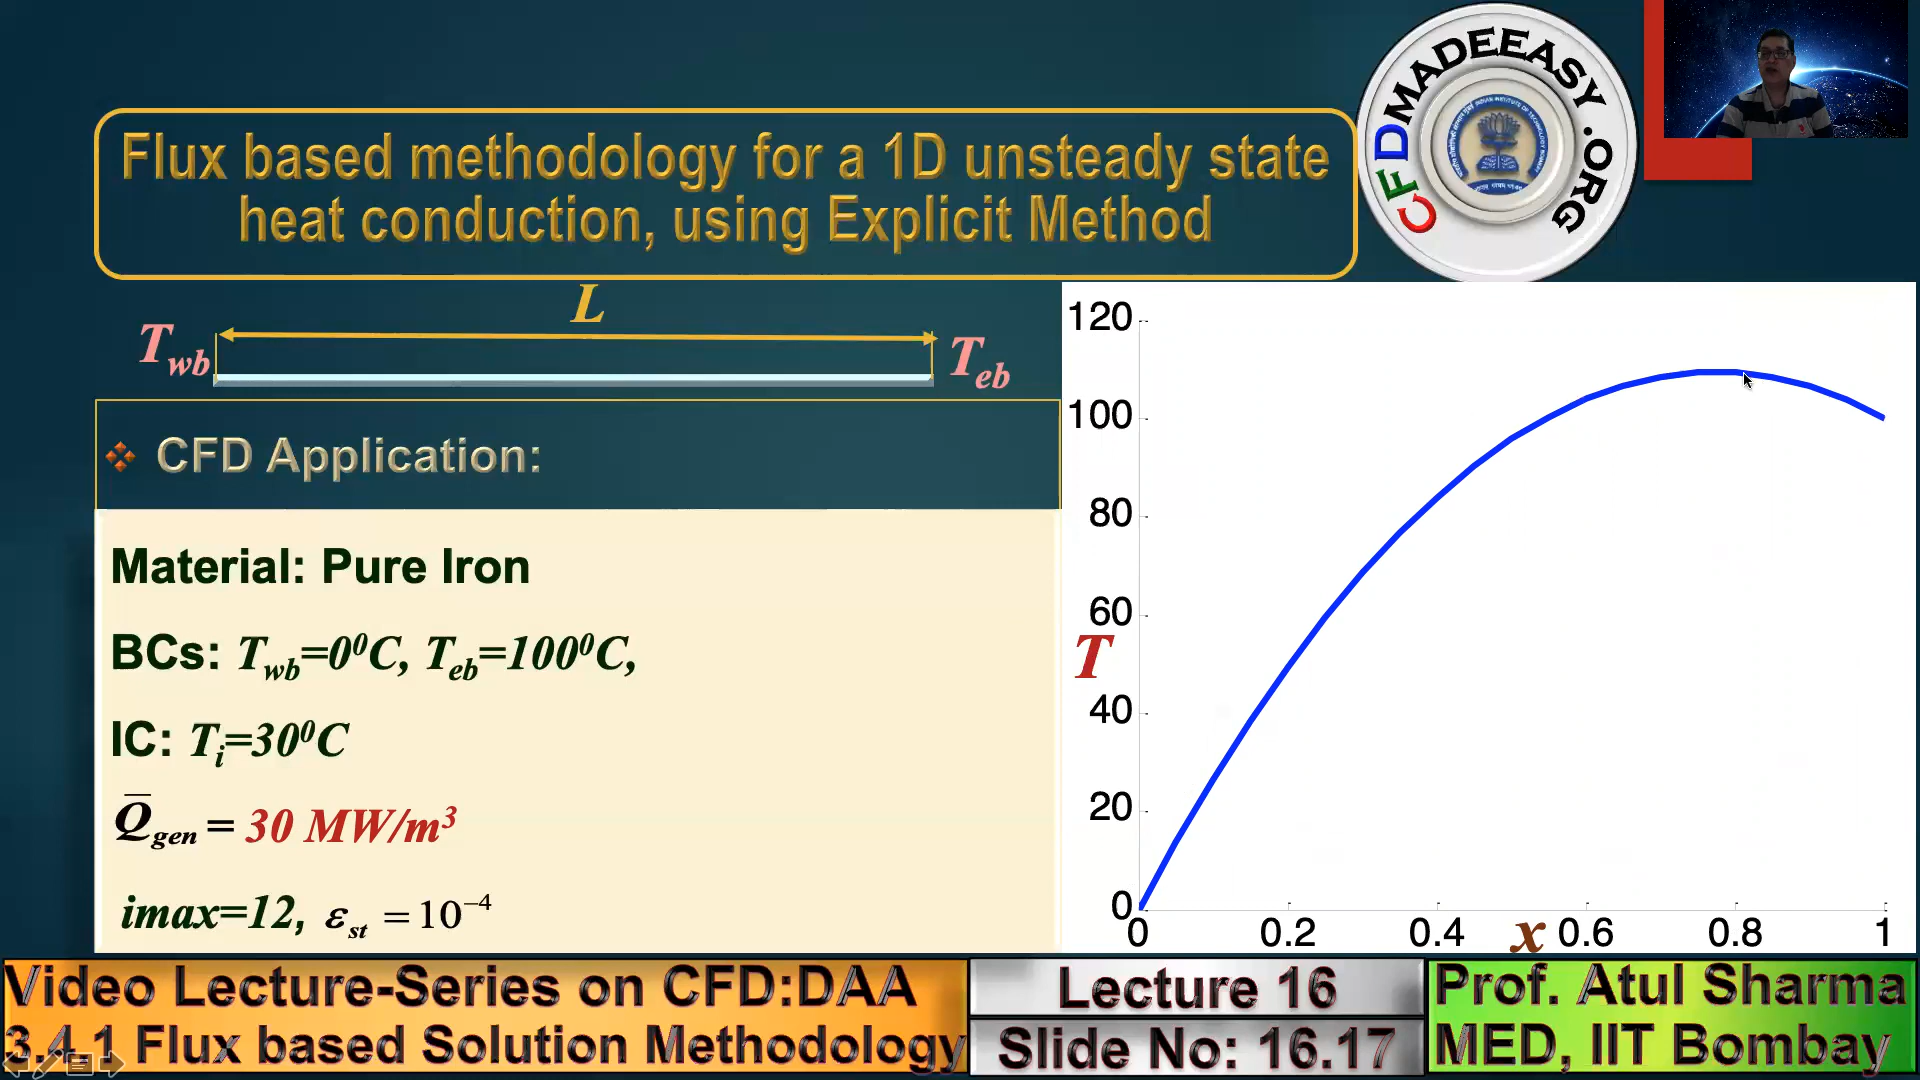 Flux based methodology for a 1D unsteady state
heat conduction, using Explicit Method
CFDMADEEASY.ORG
L
Twb
Teb
CFD Application:
Material: Pure Iron
BCs: Twb=0⁰C, Teb=100⁰C,
IC: Ti=30⁰C
Q̅gen = 30 MW/m³
imax=12, εst = 10⁻⁴
120
100
80
60
T
40
20
0
0 0.2 0.4 x 0.6 0.8 1
Video Lecture-Series on CFD:DAA
3.4.1 Flux based Solution Methodology
Lecture 16
Slide No: 16.17
Prof. Atul Sharma
MED, IIT Bombay